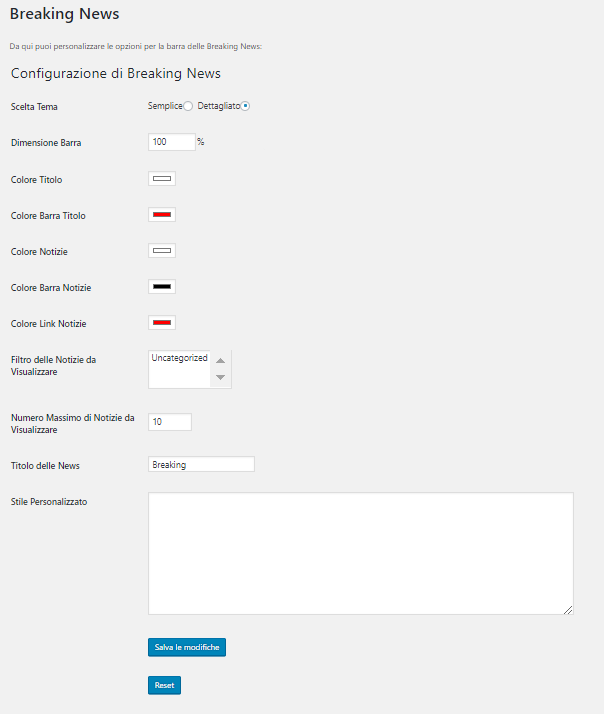 Breaking News
Da qui puoi personalizzare le opzioni per la barra delle Breaking News:
Configurazione di Breaking News
Scelta Tema Semplice Dettagliato
Dimensione Barra 100 %
Colore Titolo
Colore Barra Titolo
Colore Notizie
Colore Barra Notizie
Colore Link Notizie
Filtro delle Notizie da
Visualizzare
Uncategorized
Numero Massimo di Notizie da
Visualizzare
10
Titolo delle News Breaking
Stile Personalizzato
Salva le modifiche
Reset